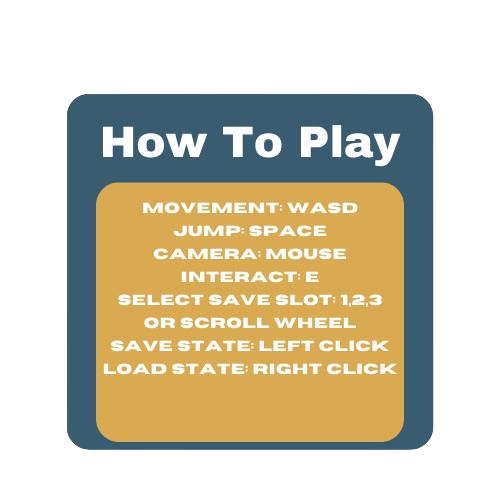 How To Play
MOVEMENT: WASD
JUMP: SPACE
CAMERA: MOUSE
INTERACT: E
SELECT SAVE SLOT: 1,2,3
OR SCROLL WHEEL
SAVE STATE: LEFT CLICK
LOAD STATE: RIGHT CLICK